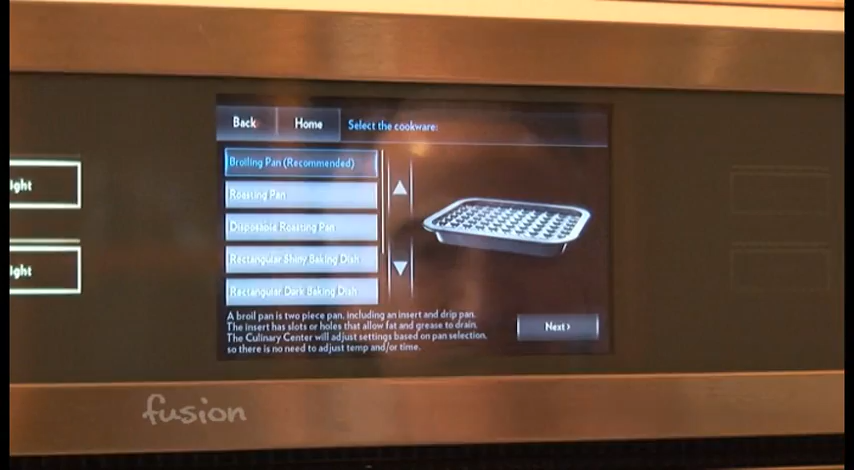 Back
Home
Select the cookware:
Broiling Pan (Recommended)
Roasting Pan
Disposable Roasting Pan
Rectangular Shiny Baking Dish
Rectangular Dark Baking Dish
A broil pan is two piece pan, including an insert and drip pan.
The insert has slots or holes that allow fat and grease to drain.
The Culinary Center will adjust settings based on pan selection,
so there is no need to adjust temp and/or time.
Next>
ight
ight
fusion